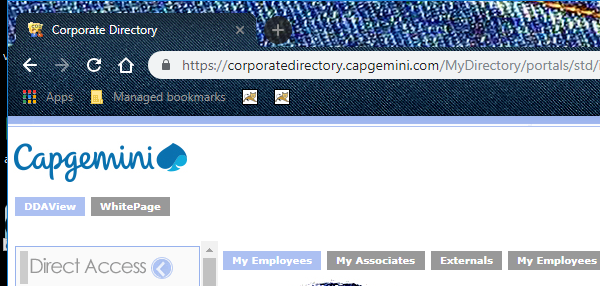 Corporate Directory
https://corporatedirectory.capgemini.com/MyDirectory/portals/std/
Apps Managed bookmarks
Capgemini
DDAView WhitePage
Direct Access
My Employees My Associates Externals My Employees